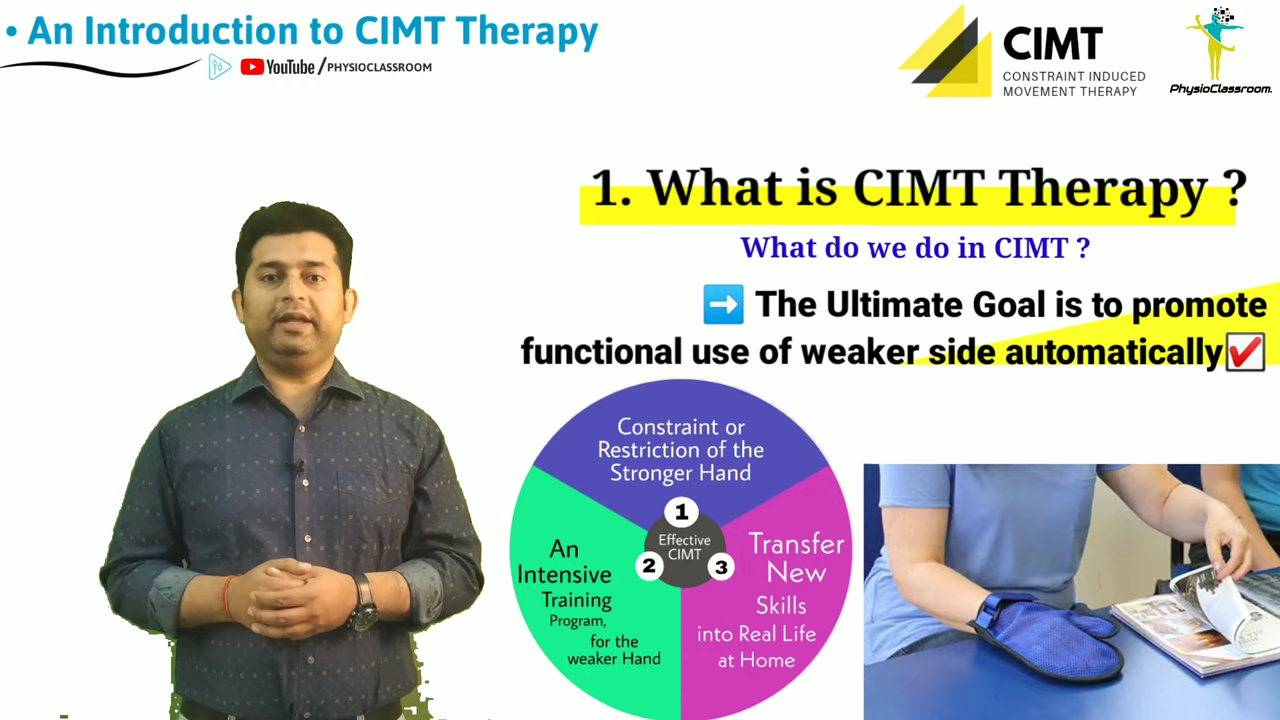 • An Introduction to CIMT Therapy
YouTube / PHYSIOCLASSROOM
CIMT
CONSTRAINT INDUCED
MOVEMENT THERAPY
PhysioClassroom.
1. What is CIMT Therapy ?
What do we do in CIMT ?
➡️ The Ultimate Goal is to promote
functional use of weaker side automatically
Constraint or
Restriction of the
Stronger Hand
1
Effective
CIMT
2
3
An
Intensive
Training
Program,
for the
weaker Hand
Transfer
New
Skills
into Real Life
at Home